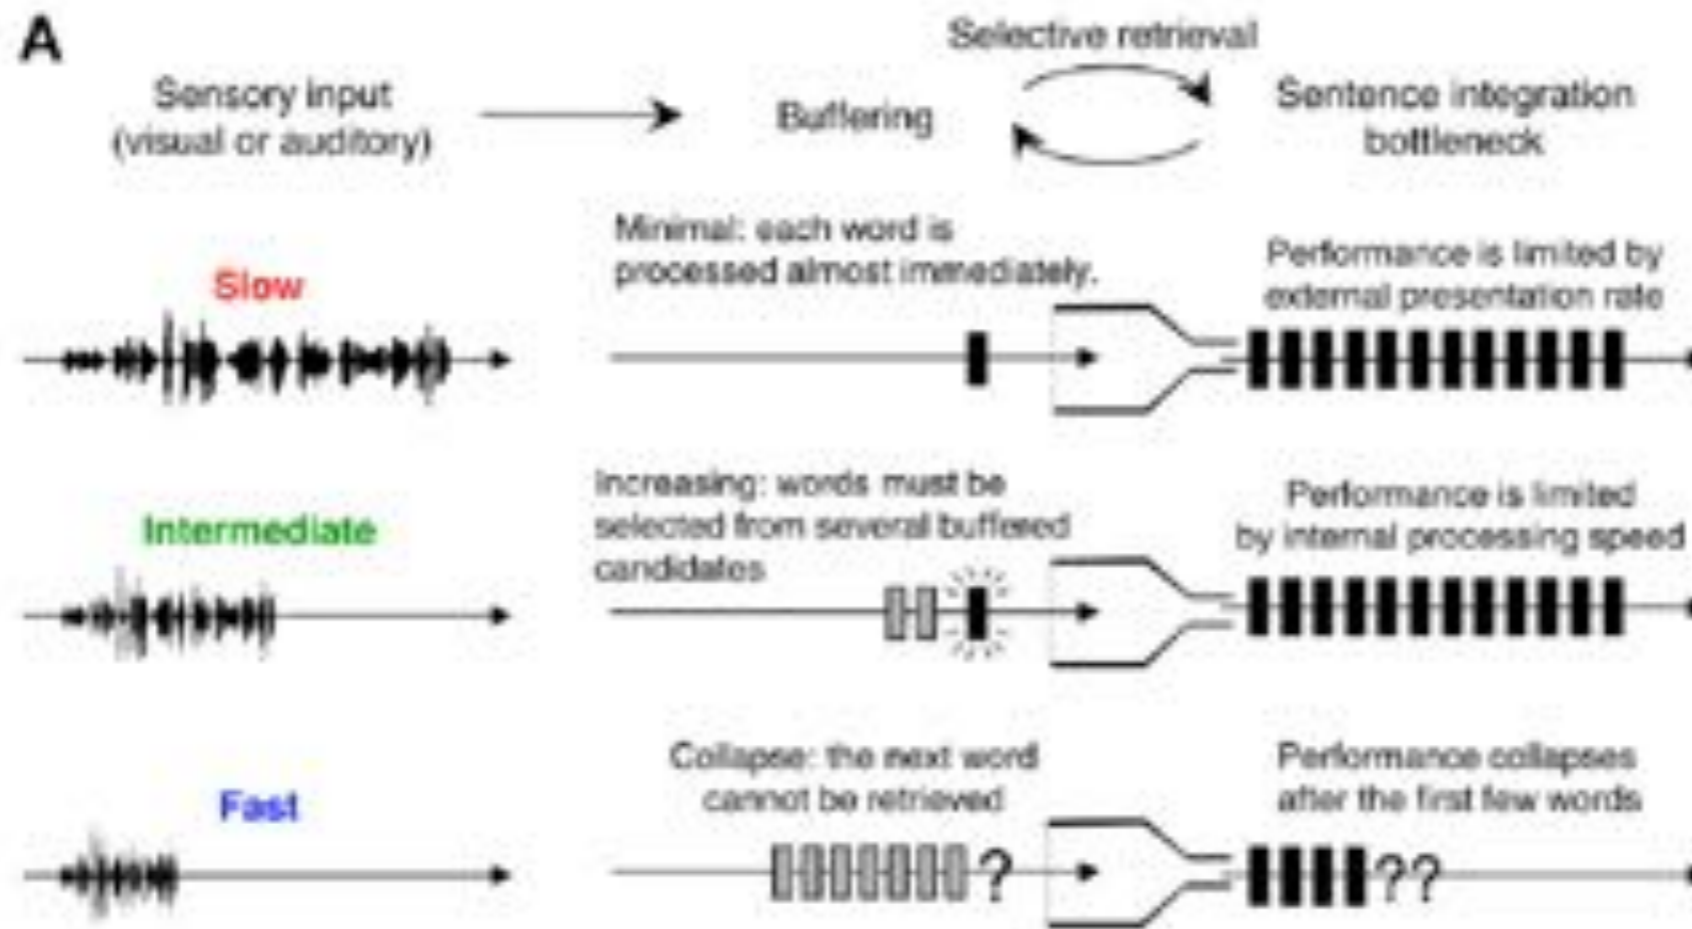 A
Selective retrieval
Sensory input
(visual or auditory)
Buffering
Sentence integration
bottleneck
Slow
Minimal: each word is
processed almost immediately.
Performance is limited by
external presentation rate
Intermediate
Increasing: words must be
selected from several buffered
candidates
Performance is limited
by internal processing speed
Fast
Collapse: the next word
cannot be retrieved
Performance collapses
after the first few words
?
??